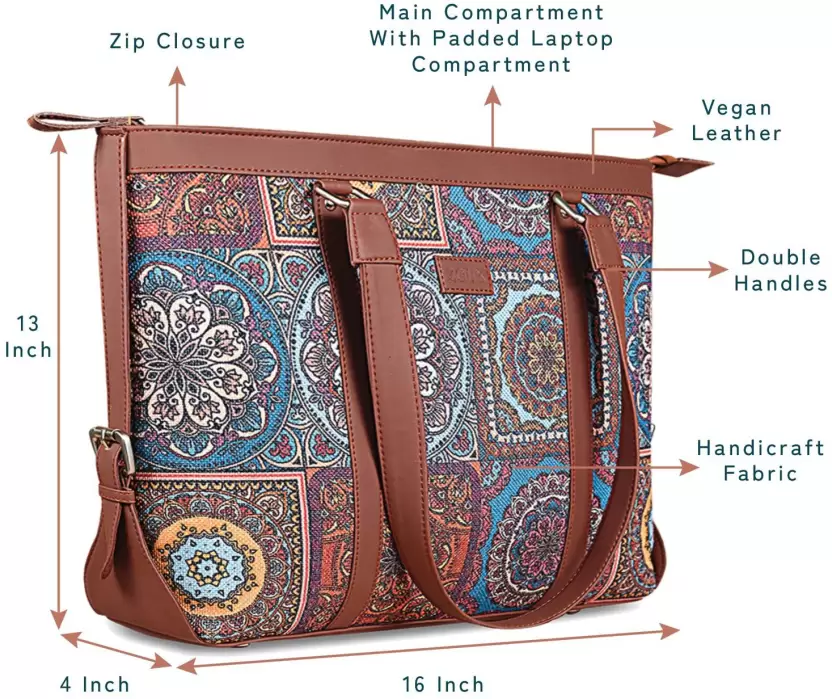 Main Compartment
With Padded Laptop
Compartment
Zip Closure
Vegan
Leather
Double
Handles
13
Inch
Handicraft
Fabric
4 Inch
16 Inch